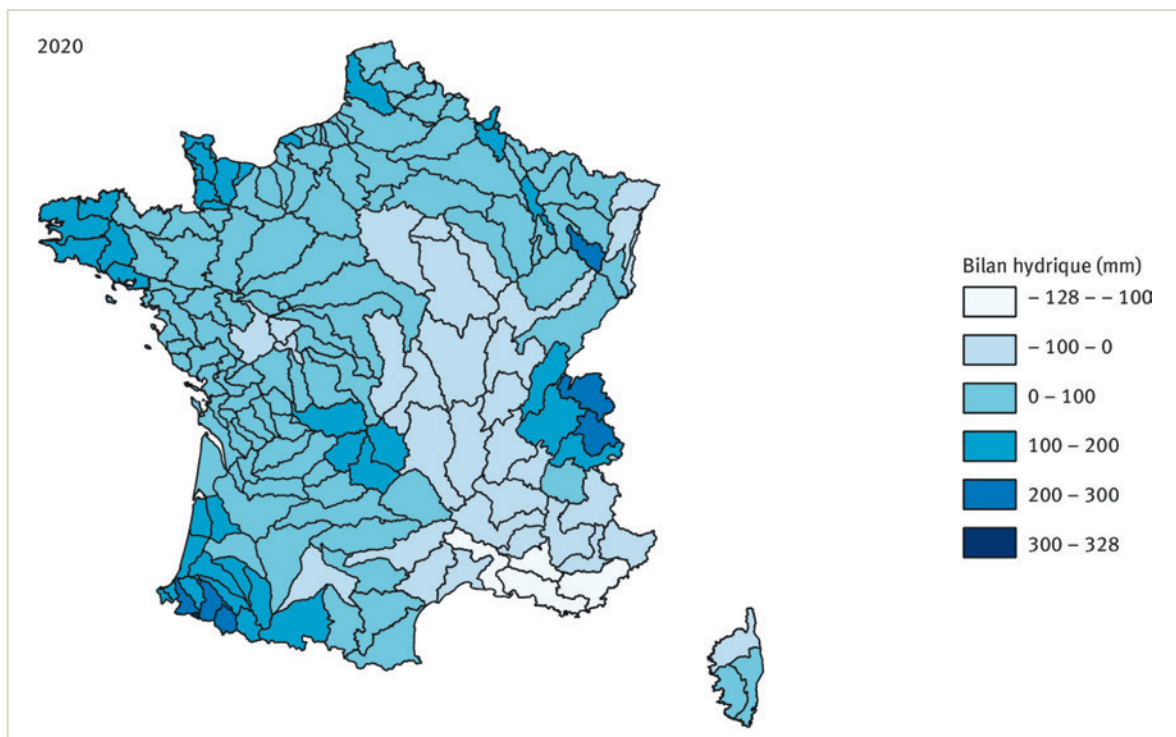 2020
Bilan hydrique (mm)
– 128 – – 100
– 100 – 0
0 – 100
100 – 200
200 – 300
300 – 328